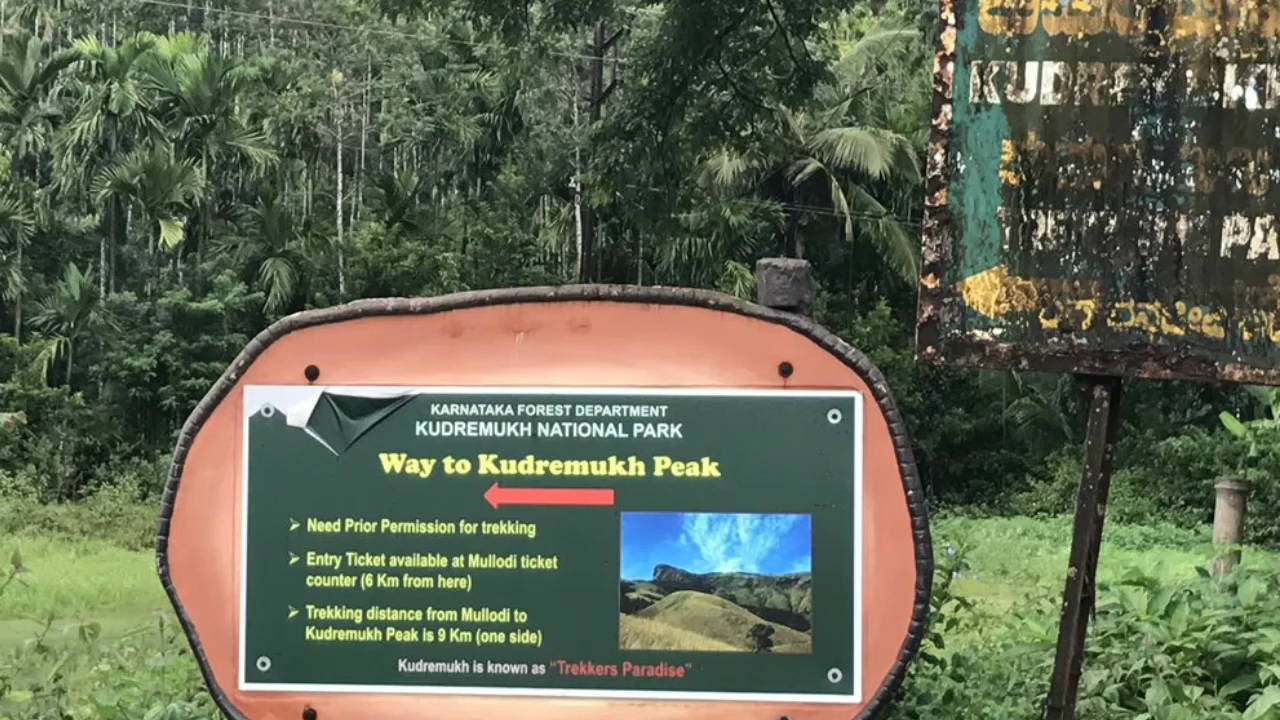 KARNATAKA FOREST DEPARTMENT
KUDREMUKH NATIONAL PARK
Way to Kudremukh Peak
➢ Need Prior Permission for trekking
➢ Entry Ticket available at Mullodi ticket
counter (6 Km from here)
➢ Trekking distance from Mullodi to
Kudremukh Peak is 9 Km (one side)
Kudremukh is known as "Trekkers Paradise"